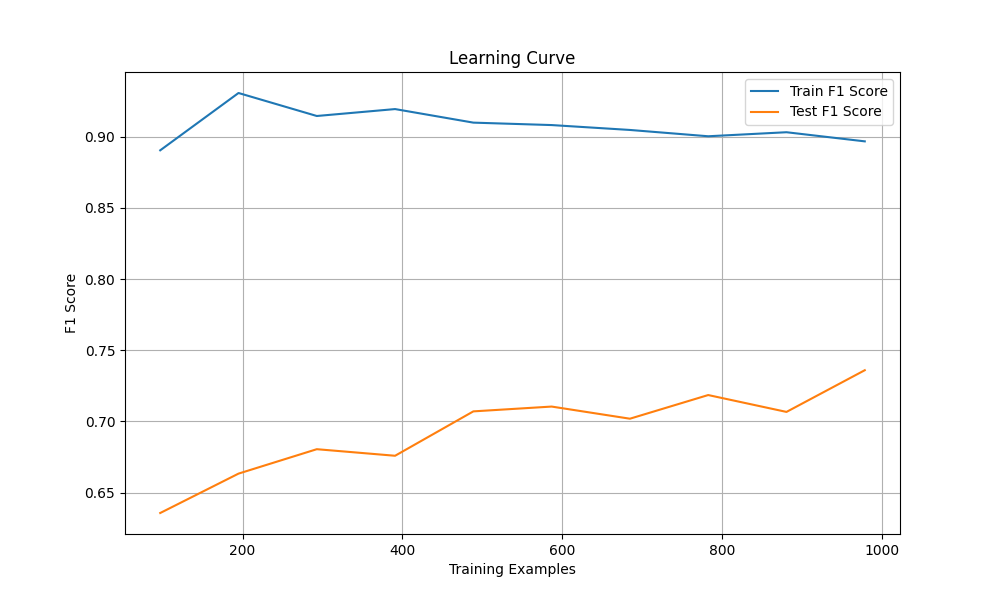 Learning Curve
Train F1 Score
Test F1 Score
F1 Score
0.90
0.85
0.80
0.75
0.70
0.65
200 400 600 800 1000
Training Examples